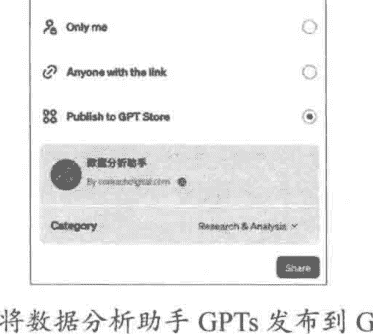 Only me
Anyone with the link
Publish to GPT Store
数据分析助手
Category
Research & Analysis
Share
将数据分析助手 GPTs 发布到 G